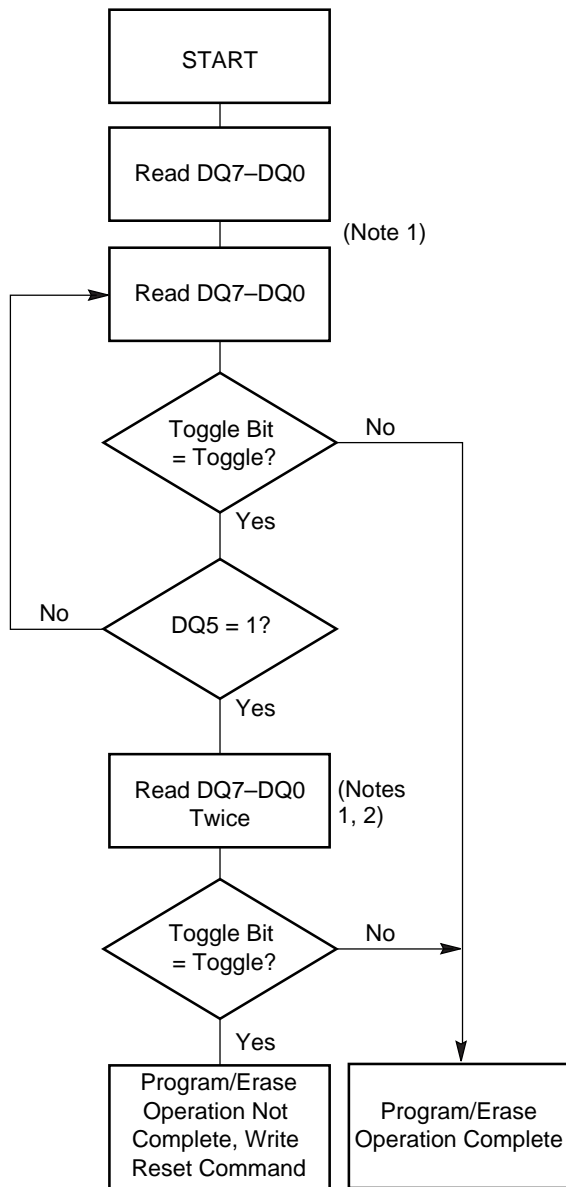 START
Read DQ7–DQ0
(Note 1)
Read DQ7–DQ0
Toggle Bit
= Toggle?
No
Yes
No
DQ5 = 1?
Yes
Read DQ7–DQ0
Twice
(Notes
1, 2)
Toggle Bit
= Toggle?
No
Yes
Program/Erase
Operation Not
Complete, Write
Reset Command
Program/Erase
Operation Complete